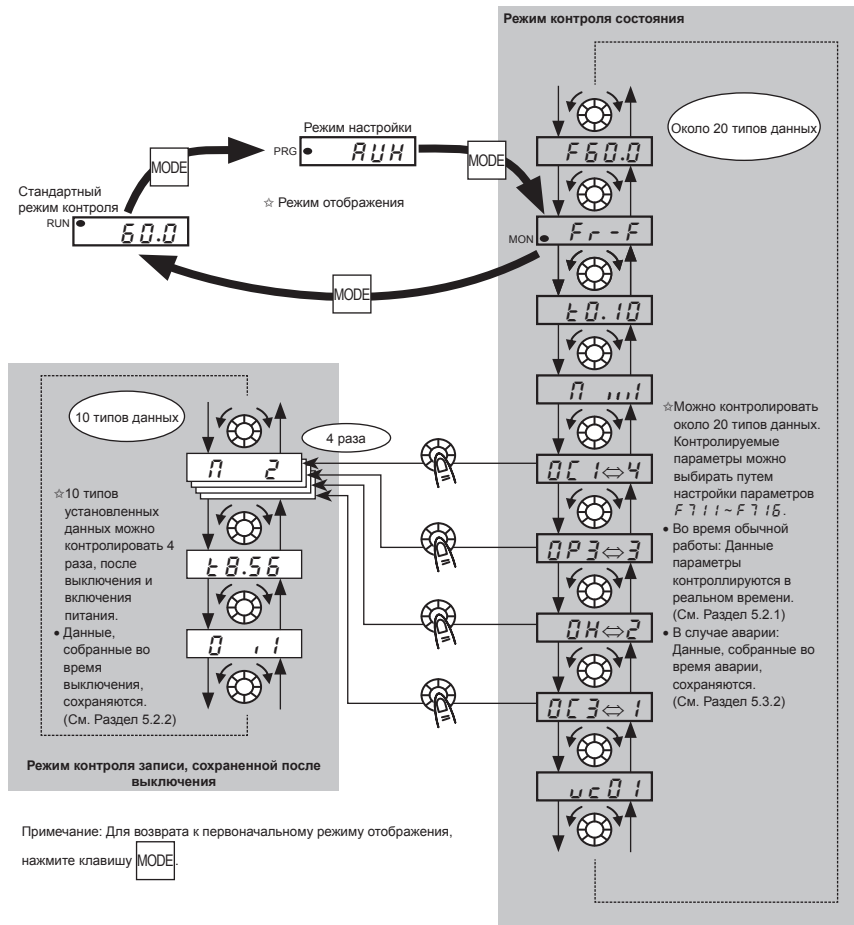 Режим контроля состояния
Около 20 типов данных
Режим настройки
PRG
AUH
MODE
MODE
Стандартный
режим контроля
RUN
60.0
☆ Режим отображения
MODE
F60.0
MON
Fr-F
t0.10
10 типов данных
4 раза
n 2
☆10 типов
установленных
данных можно
контролировать 4
раза, после
выключения и
включения
питания.
• Данные,
собранные во
время
выключения,
сохраняются.
(См. Раздел 5.2.2)
t8.56
Режим контроля записи, сохраненной после
выключения
OC1⇔4
OP3⇔3
OH⇔2
OC3⇔1
uc01
☆Можно контролировать
около 20 типов данных.
Контролируемые
параметры можно
выбирать путем
настройки параметров
F711~F716.
• Во время обычной
работы: Данные
параметры
контроллируются в
реальном времени.
(См. Раздел 5.2.1)
• В случае аварии:
Данные, собранные во
время аварии,
сохраняются.
(См. Раздел 5.3.2)
Примечание: Для возврата к первоначальному режиму отображения,
нажмите клавишу MODE.